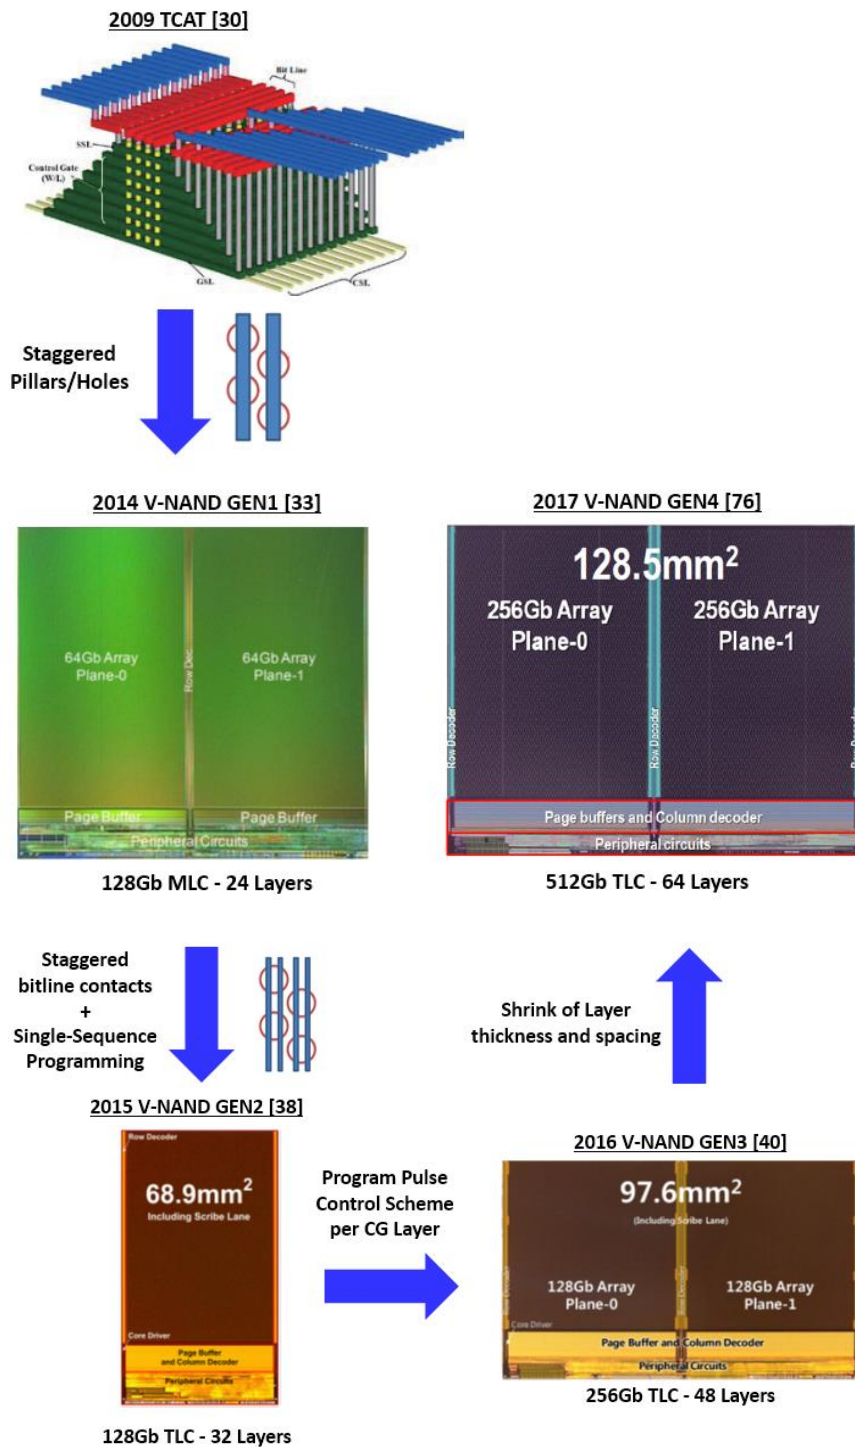 2009 TCAT [30]
Bit Line
SSL
Control Gate
(W/L)
GSL
CSL
Staggered
Pillars/Holes
2014 V-NAND GEN1 [33]
64Gb Array
Plane-0
Row Dec.
64Gb Array
Plane-1
Page Buffer
Page Buffer
Peripheral Circuits
128Gb MLC - 24 Layers
2017 V-NAND GEN4 [76]
128.5mm²
256Gb Array
Plane-0
256Gb Array
Plane-1
Row Decoder
Row Decoder
Row Decoder
Page buffers and Column decoder
Peripheral circuits
512Gb TLC - 64 Layers
Staggered
bitline contacts
+
Single-Sequence
Programming
Shrink of Layer
thickness and spacing
2015 V-NAND GEN2 [38]
Row Decoder
68.9mm²
Including Scribe Lane
Core Driver
Page Buffer
and Column Decoder
Peripheral Circuits
128Gb TLC - 32 Layers
Program Pulse
Control Scheme
per CG Layer
2016 V-NAND GEN3 [40]
97.6mm²
(Including Scribe Lane)
Row Decoder
128Gb Array
Plane-0
Row Decoder
128Gb Array
Plane-1
Core Driver
Page Buffer and Column Decoder
Peripheral Circuits
256Gb TLC - 48 Layers